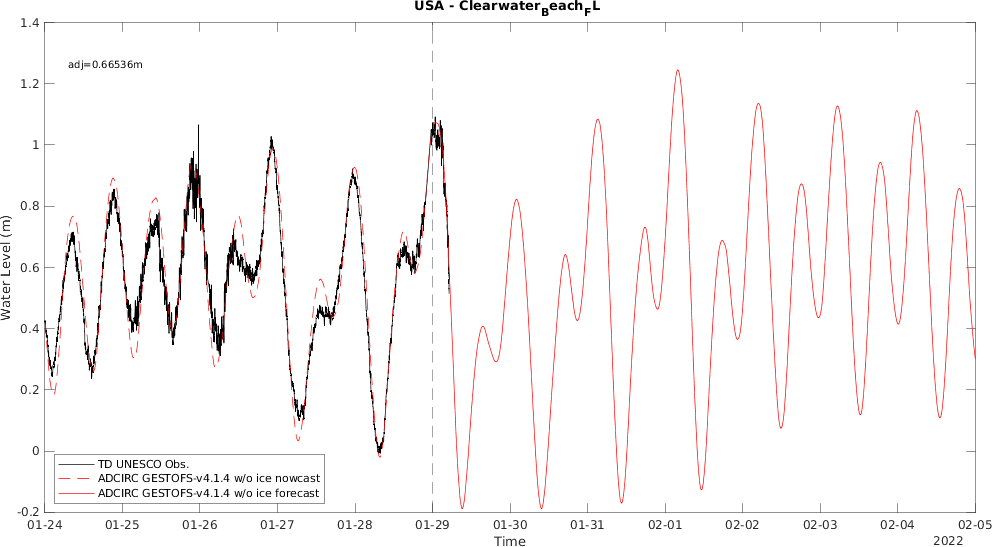 USA - Clearwater_Beach_FL
1.4
1.2
1
0.8
0.6
0.4
0.2
0
-0.2
Water Level (m)
adj=0.66536m
TD UNESCO Obs.
ADCIRC GESTOFS-v4.1.4 w/o ice nowcast
ADCIRC GESTOFS-v4.1.4 w/o ice forecast
01-24 01-25 01-26 01-27 01-28 01-29 01-30 01-31 02-01 02-02 02-03 02-04 02-05
Time
2022